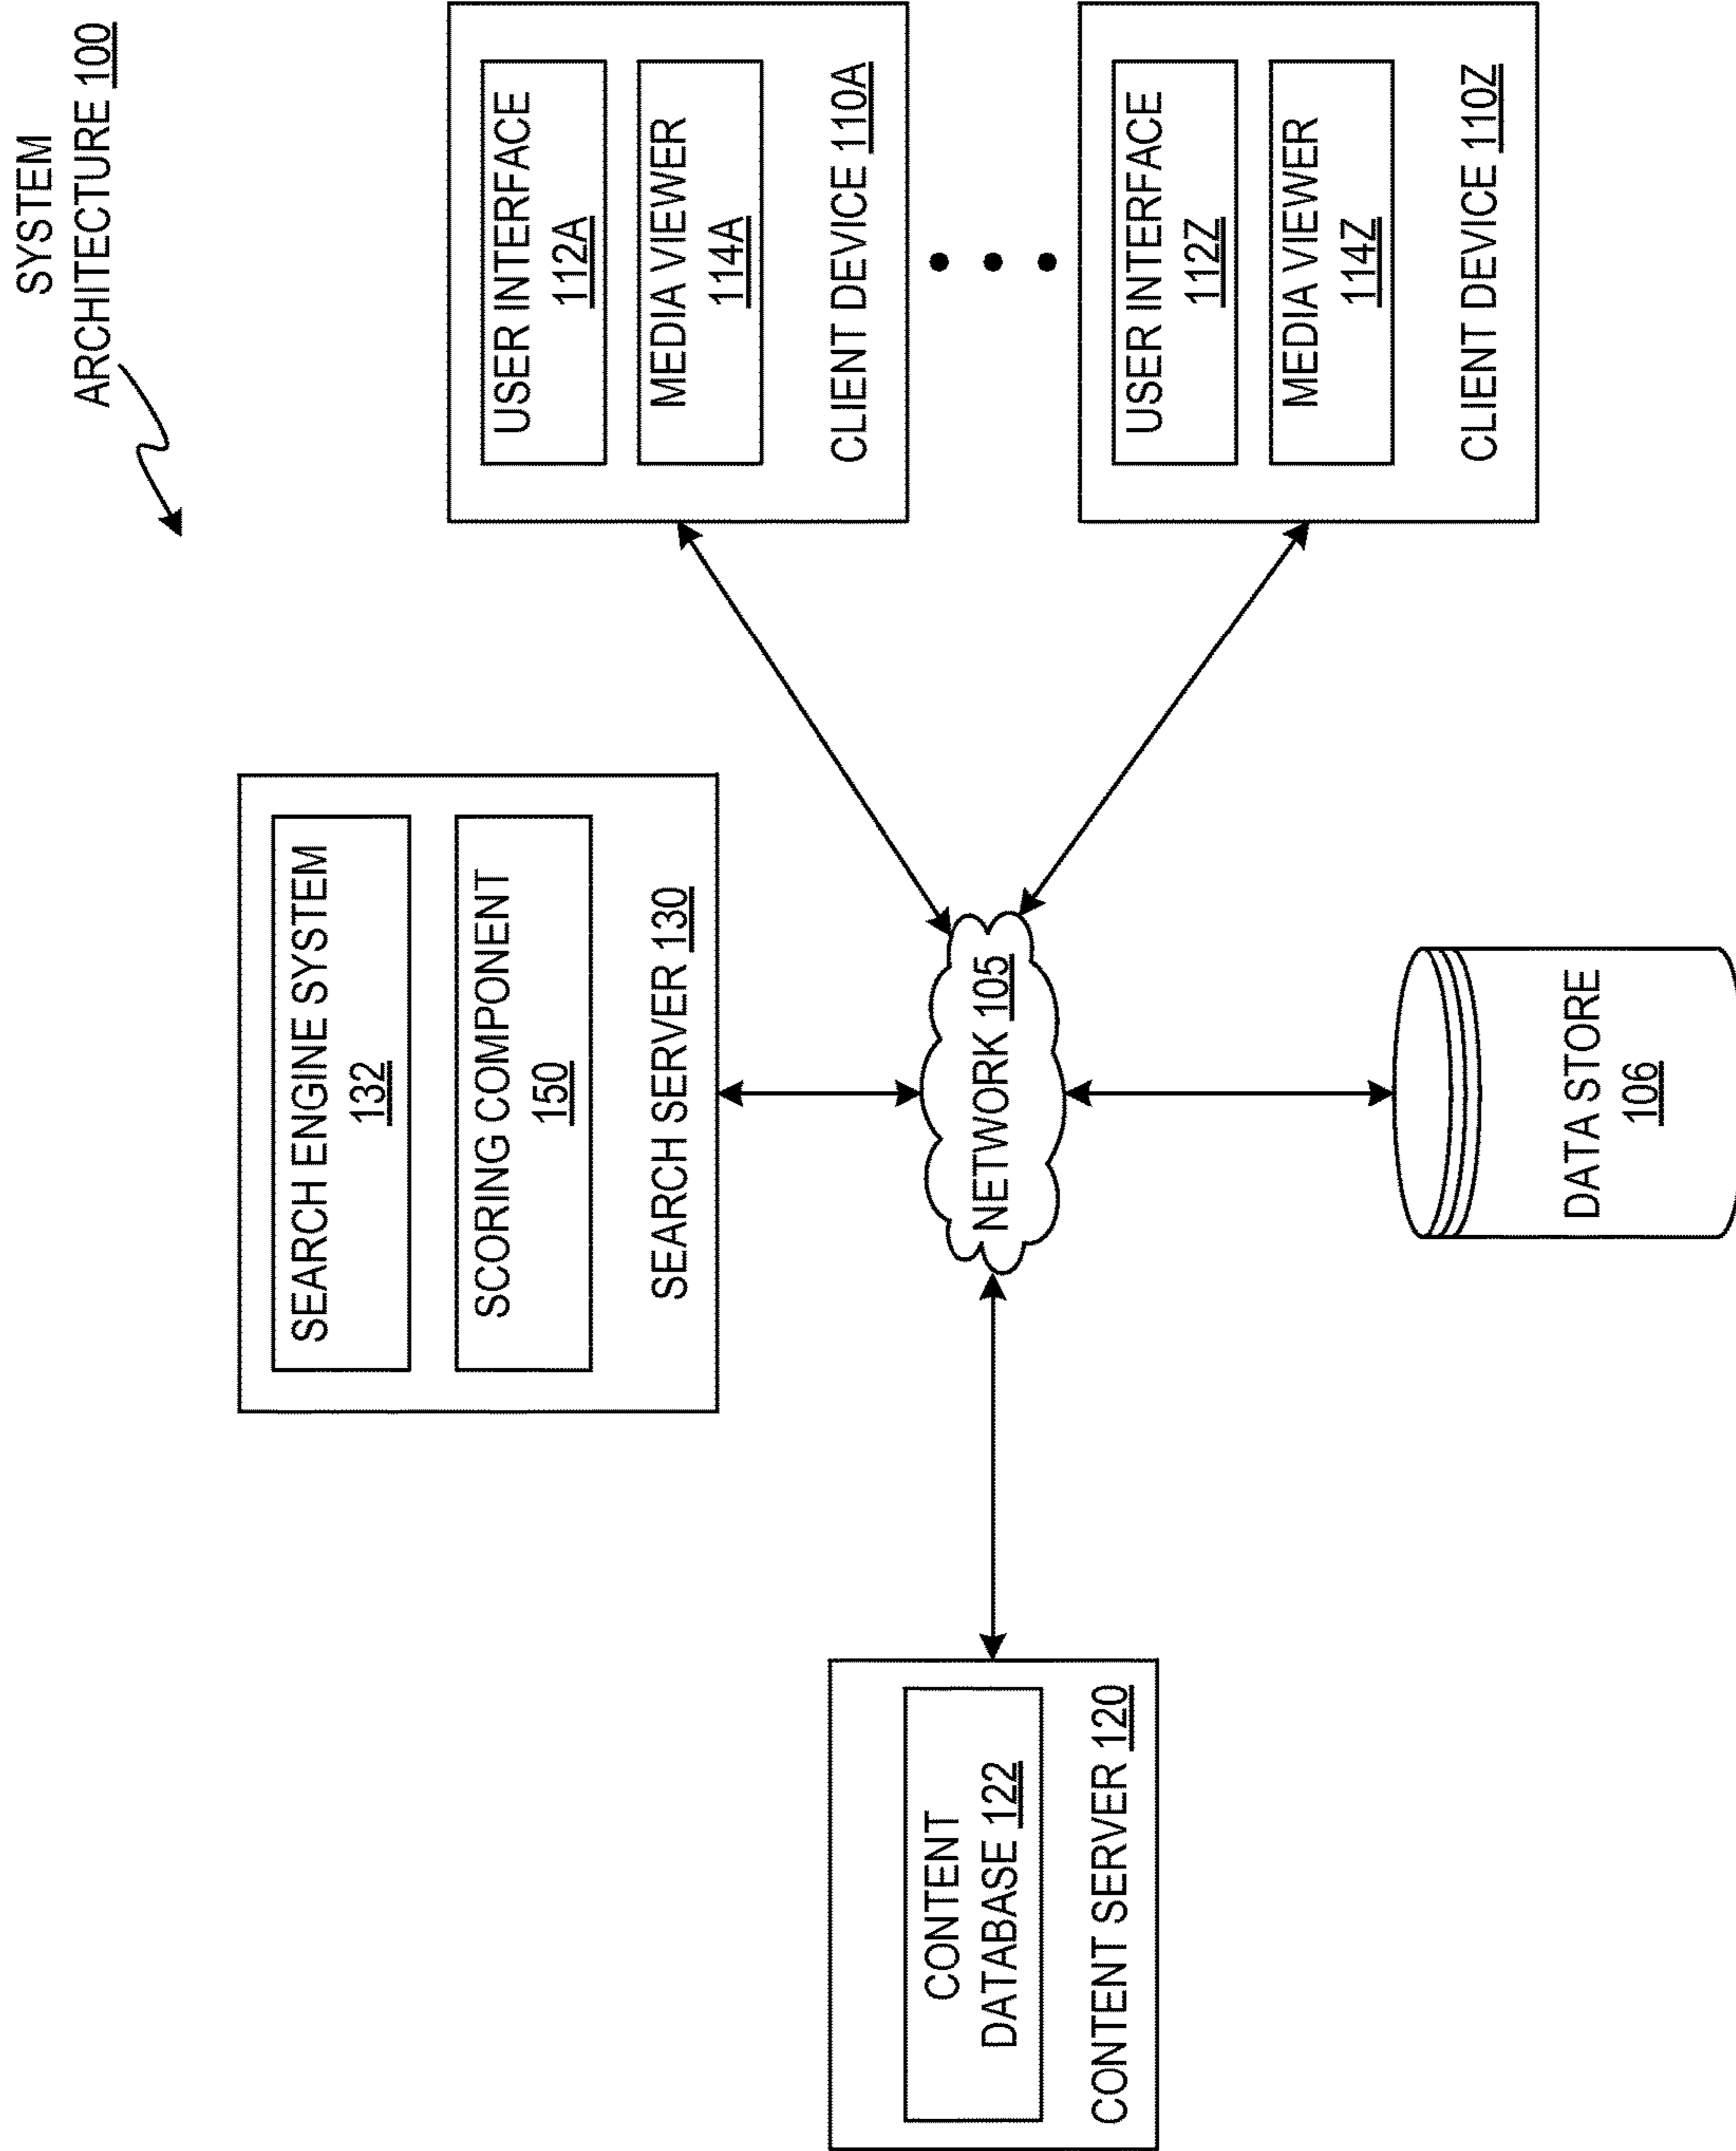 SYSTEM
ARCHITECTURE 100
SEARCH ENGINE SYSTEM
132
SCORING COMPONENT
150
SEARCH SERVER 130
USER INTERFACE
112A
MEDIA VIEWER
114A
CLIENT DEVICE 110A
CONTENT
DATABASE 122
CONTENT SERVER 120
NETWORK 105
USER INTERFACE
112Z
MEDIA VIEWER
114Z
CLIENT DEVICE 110Z
DATA STORE
106